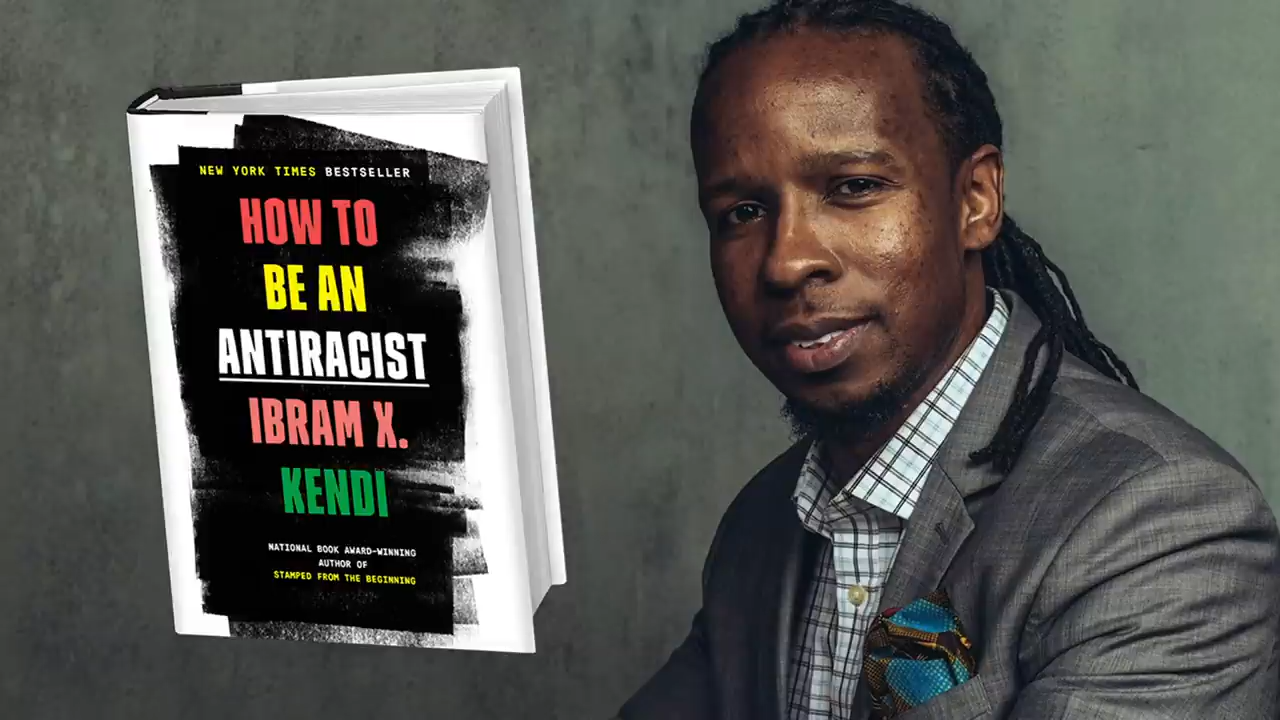 NEW YORK TIMES BESTSELLER
HOW TO
BE AN
ANTIRACIST
IBRAM X.
KENDI
NATIONAL BOOK AWARD-WINNING
AUTHOR OF
STAMPED FROM THE BEGINNING